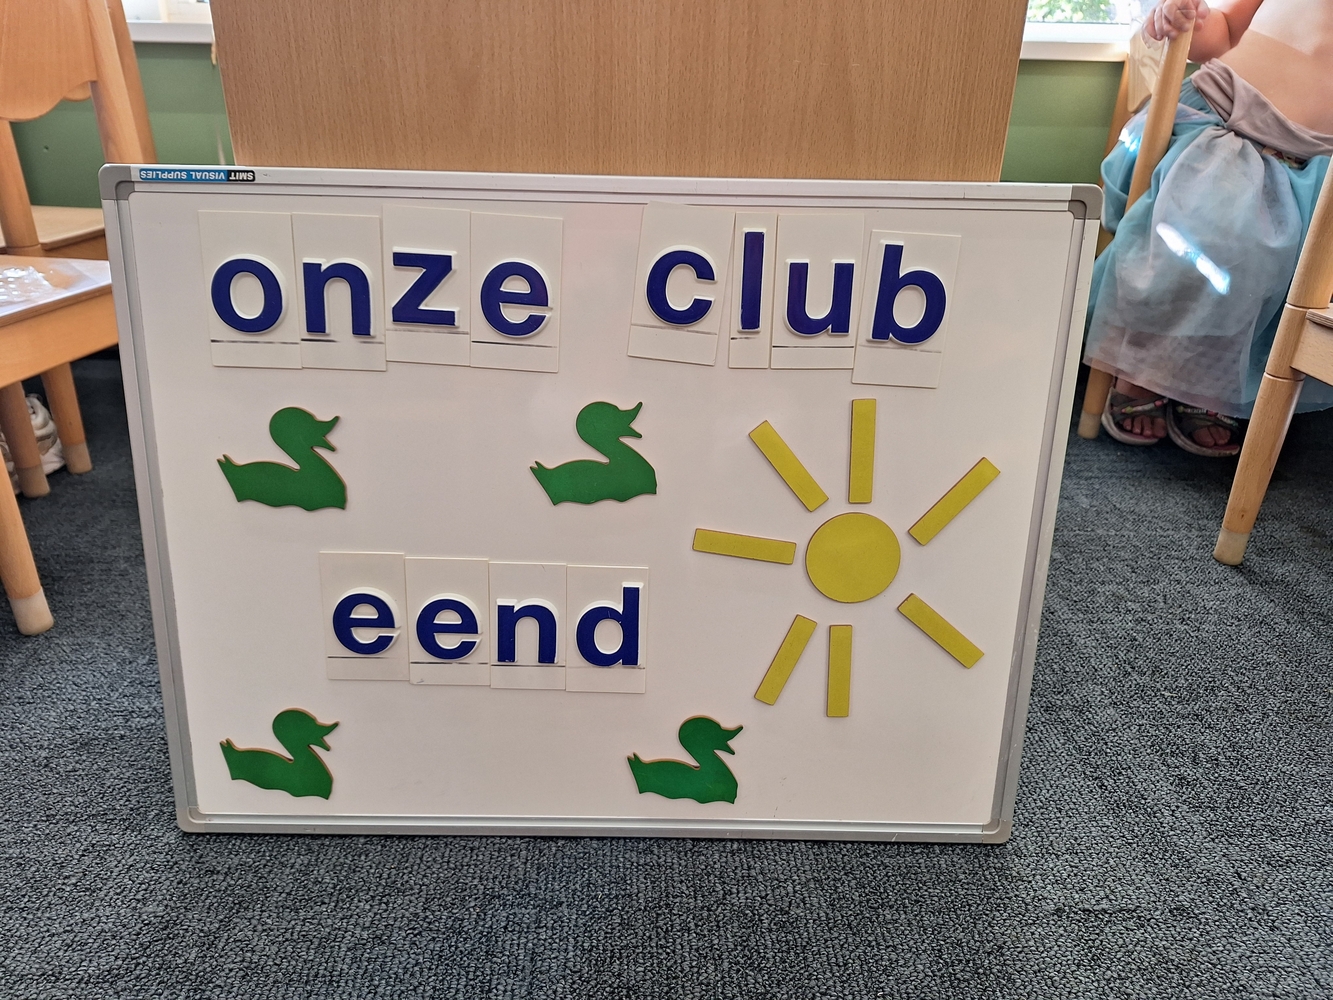 SMIT VISUAL SUPPLIES
onze club
eend